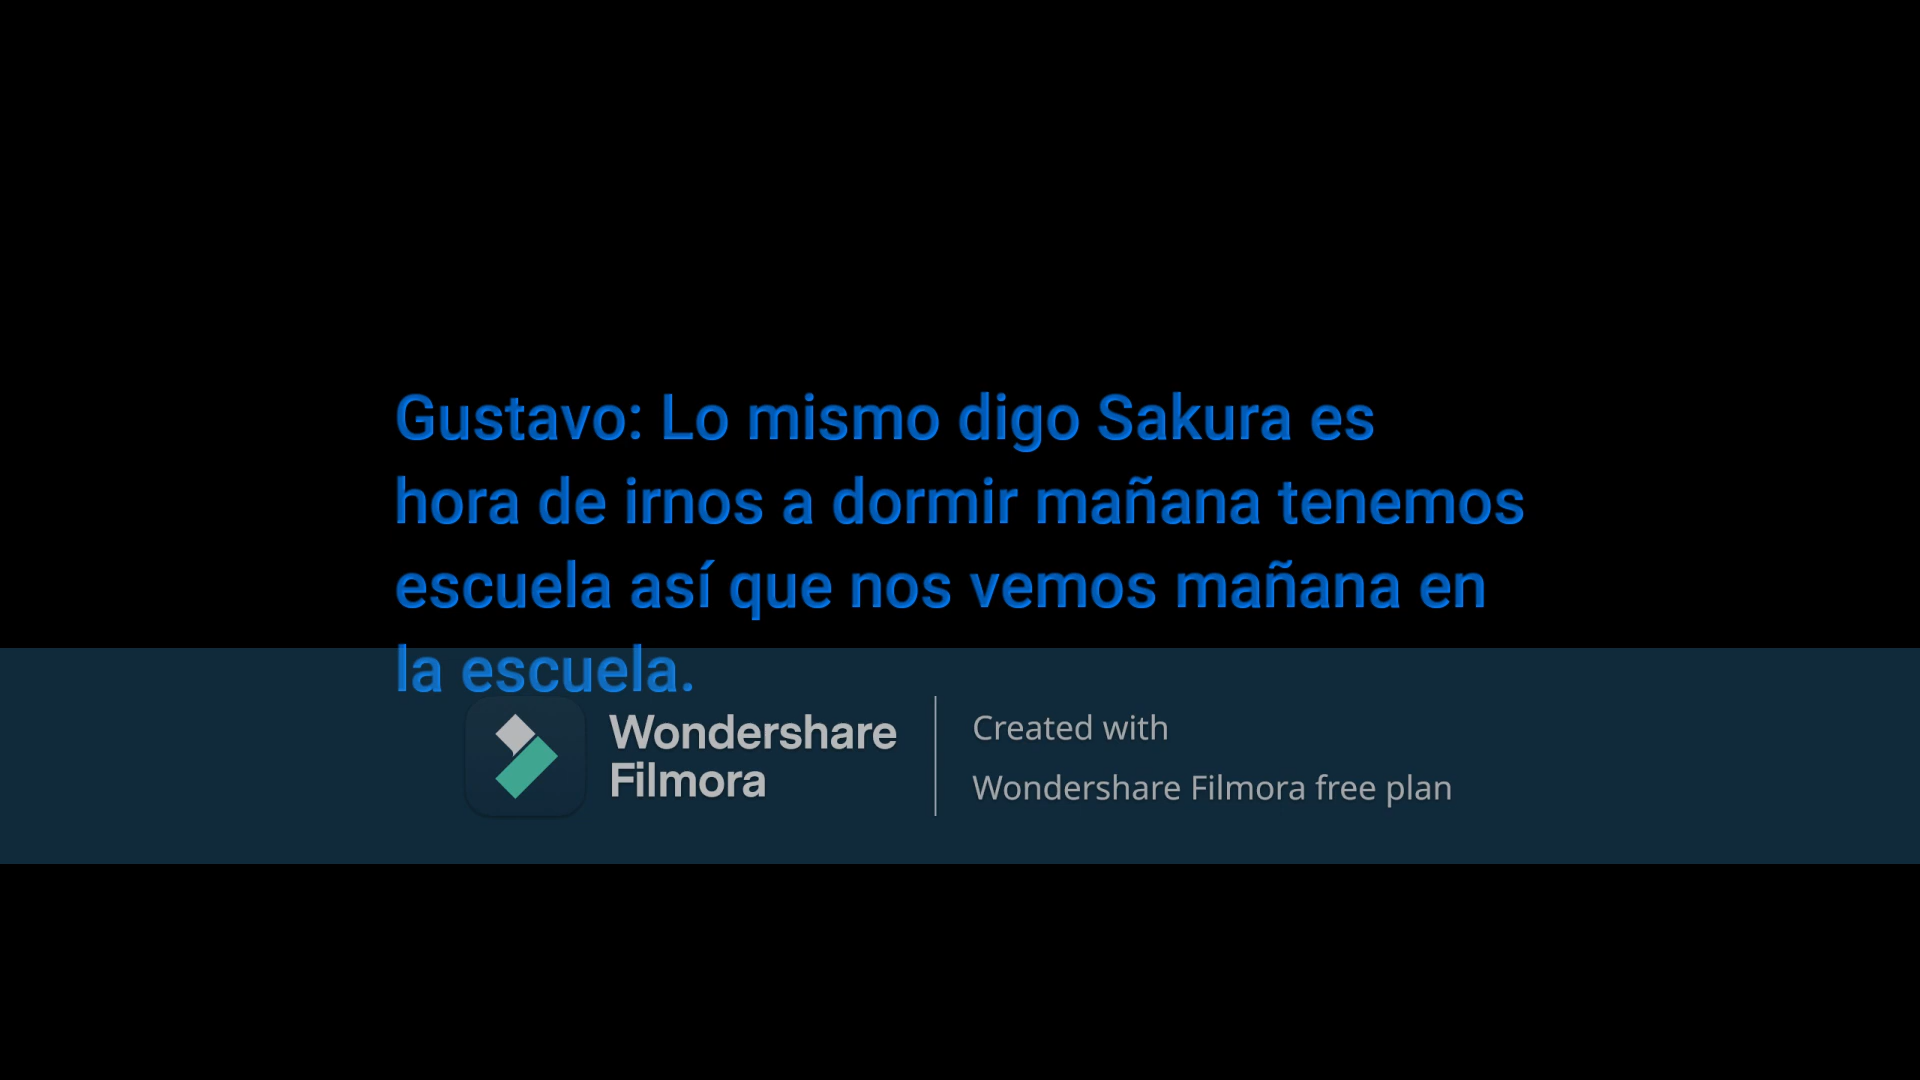 Gustavo: Lo mismo digo Sakura es
hora de irnos a dormir mañana tenemos
escuela así que nos vemos mañana en
la escuela.
Wondershare
Filmora
Created with
Wondershare Filmora free plan